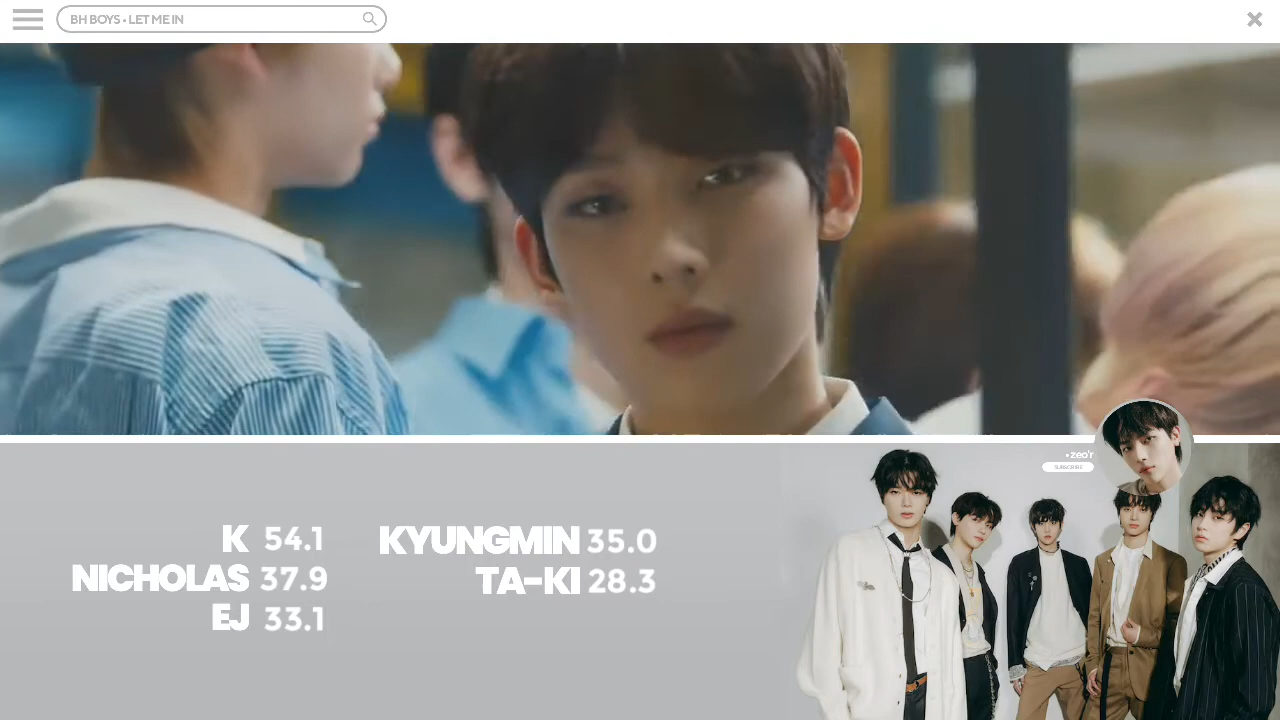 BH BOYS • LET ME IN
• zeo'r
SUBSCRIBE
K 54.1
NICHOLAS 37.9
EJ 33.1
KYUNGMIN 35.0
TA-KI 28.3